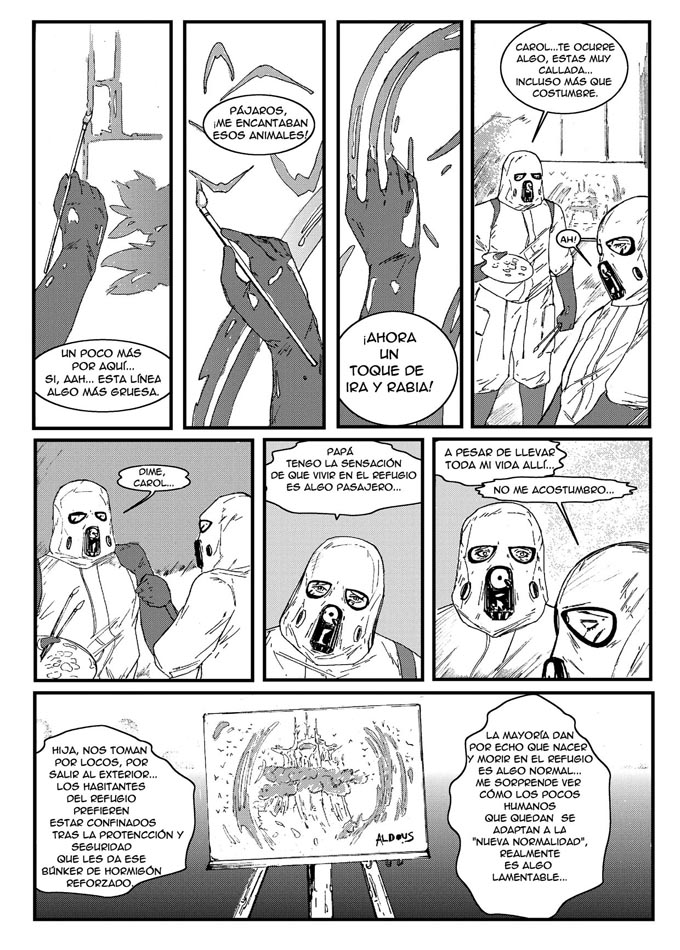 UN POCO MÁS
POR AQUÍ...
SI, AAH... ESTA LÍNEA
ALGO MÁS GRUESA.
PÁJAROS,
¡ME ENCANTABAN
ESOS ANIMALES!
¡AHORA
UN
TOQUE DE
IRA Y RABIA!
CAROL...TE OCURRE
ALGO, ESTAS MUY
CALLADA...
INCLUSO MÁS QUE
COSTUMBRE.
AH!
DIME,
CAROL...
PAPÁ
TENGO LA SENSACIÓN
DE QUE VIVIR EN EL REFUGIO
ES ALGO PASAJERO...
A PESAR DE LLEVAR
TODA MI VIDA ALLÍ...
NO ME ACOSTUMBRO...
HIJA, NOS TOMAN
POR LOCOS, POR
SALIR AL EXTERIOR...
LOS HABITANTES
DEL REFUGIO
PREFIEREN
ESTAR CONFINADOS
TRAS LA PROTENCCIÓN Y
SEGURIDAD
QUE LES DA ESE
BÚNKER DE HORMIGÓN
REFORZADO.
ALDOUS
LA MAYORÍA DAN
POR ECHO QUE NACER
Y MORIR EN EL REFUGIO
ES ALGO NORMAL...
ME SORPRENDE VER
CÓMO LOS POCOS
HUMANOS
QUE QUEDAN SE
ADAPTAN A LA
"NUEVA NORMALIDAD",
REALMENTE
ES ALGO
LAMENTABLE...